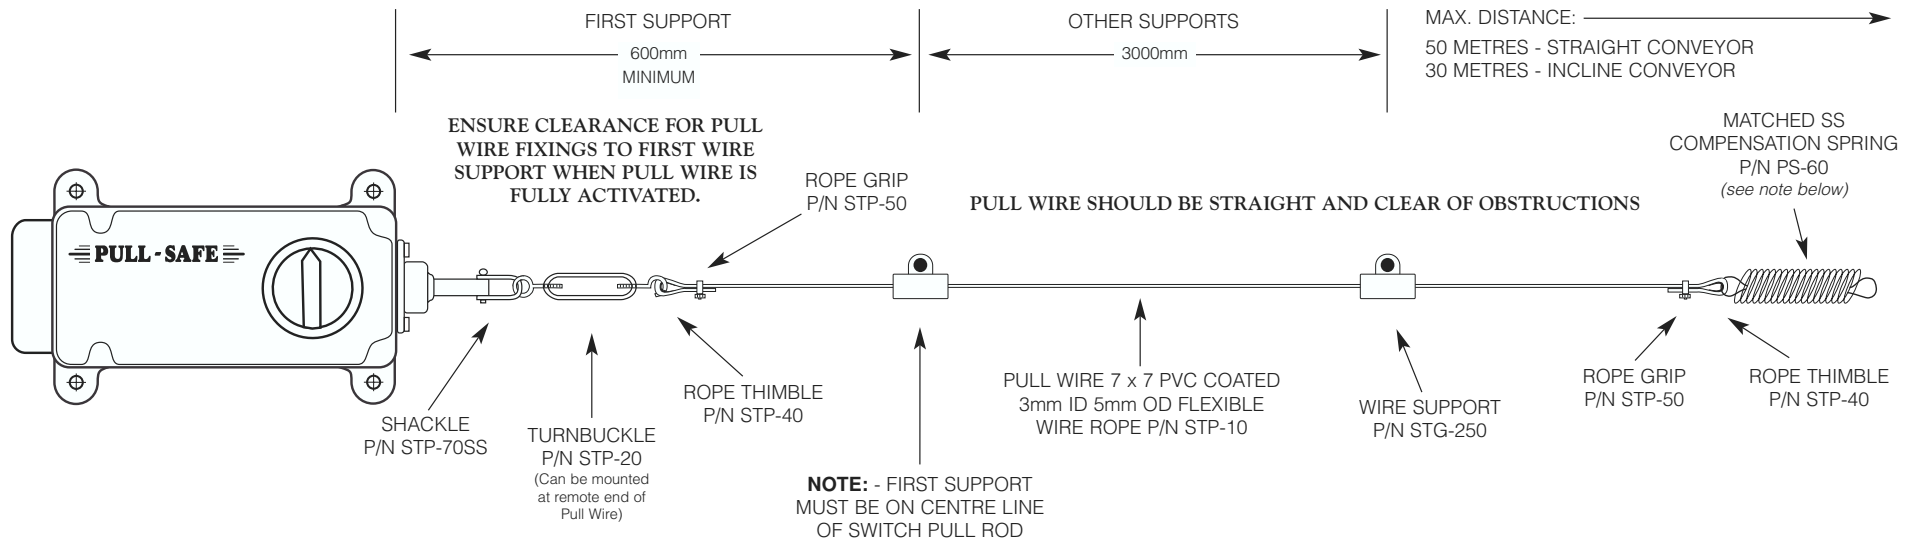 FIRST SUPPORT
600mm
MINIMUM
OTHER SUPPORTS
3000mm
MAX. DISTANCE:
50 METRES - STRAIGHT CONVEYOR
30 METRES - INCLINE CONVEYOR
ENSURE CLEARANCE FOR PULL
WIRE FIXINGS TO FIRST WIRE
SUPPORT WHEN PULL WIRE IS
FULLY ACTIVATED.
ROPE GRIP
P/N STP-50
PULL WIRE SHOULD BE STRAIGHT AND CLEAR OF OBSTRUCTIONS
MATCHED SS
COMPENSATION SPRING
P/N PS-60
(see note below)
PULL - SAFE
SHACKLE
P/N STP-70SS
TURNBUCKLE
P/N STP-20
(Can be mounted
at remote end of
Pull Wire)
ROPE THIMBLE
P/N STP-40
NOTE: - FIRST SUPPORT
MUST BE ON CENTRE LINE
OF SWITCH PULL ROD
PULL WIRE 7 x 7 PVC COATED
3mm ID 5mm OD FLEXIBLE
WIRE ROPE P/N STP-10
WIRE SUPPORT
P/N STG-250
ROPE GRIP
P/N STP-50
ROPE THIMBLE
P/N STP-40